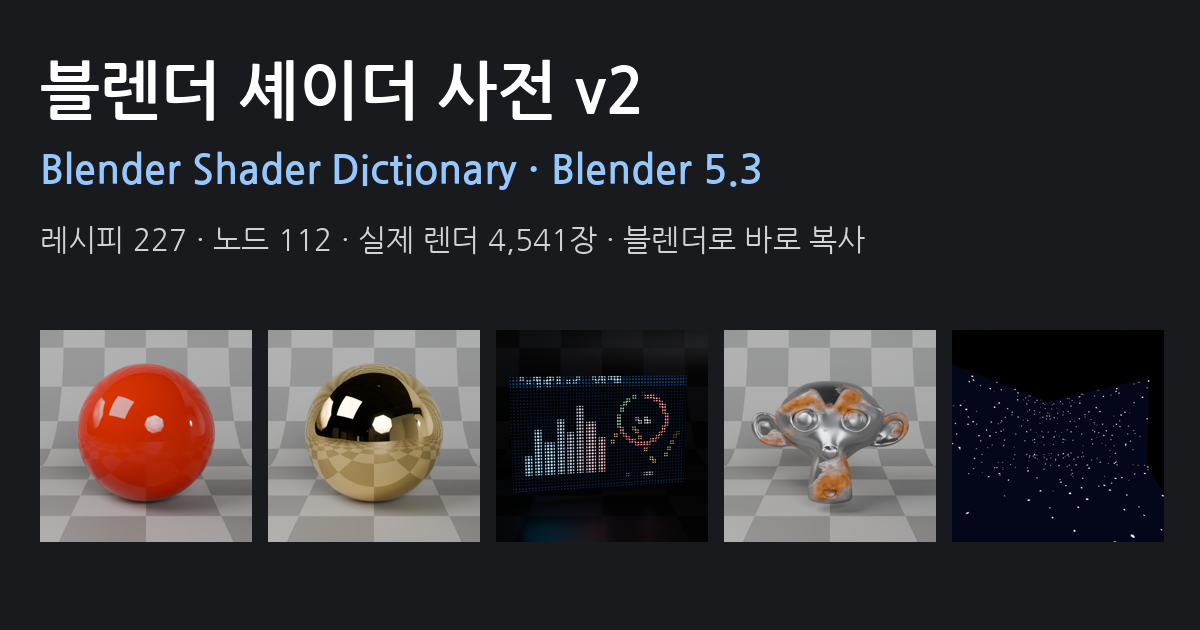 블렌더 셰이더 사전 v2
Blender Shader Dictionary · Blender 5.3
레시피 227 · 노드 112 · 실제 렌더 4,541장 · 블렌더로 바로 복사